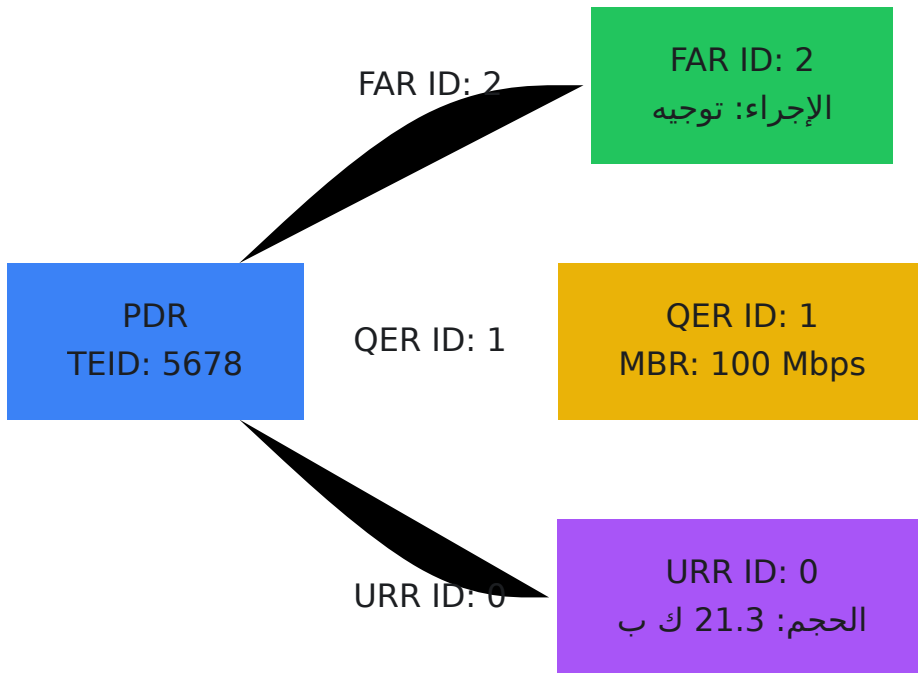 FAR ID: 2
FAR ID: 2
الإجراء: توجيه
PDR
TEID: 5678
QER ID: 1
QER ID: 1
MBR: 100 Mbps
URR ID: 0
URR ID: 0
الحجم: 21.3 ك ب